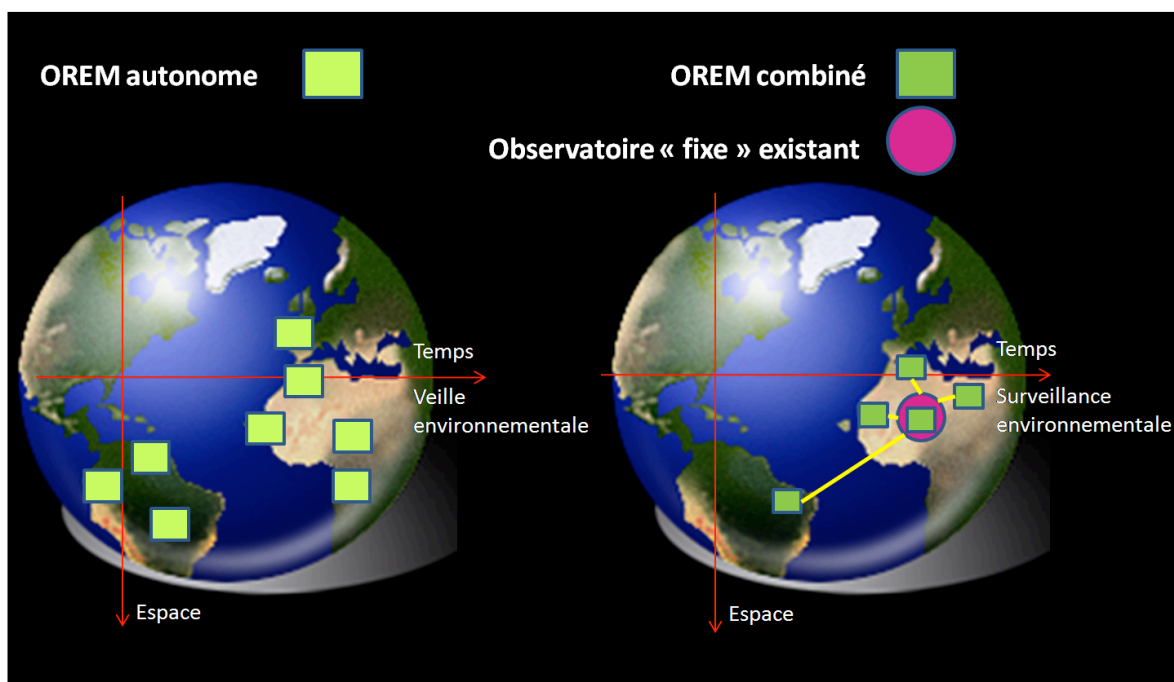 OREM autonome
OREM combiné
Observatoire « fixe » existant
Temps
Veille
environnementale
Espace
Temps
Surveillance
environnementale
Espace